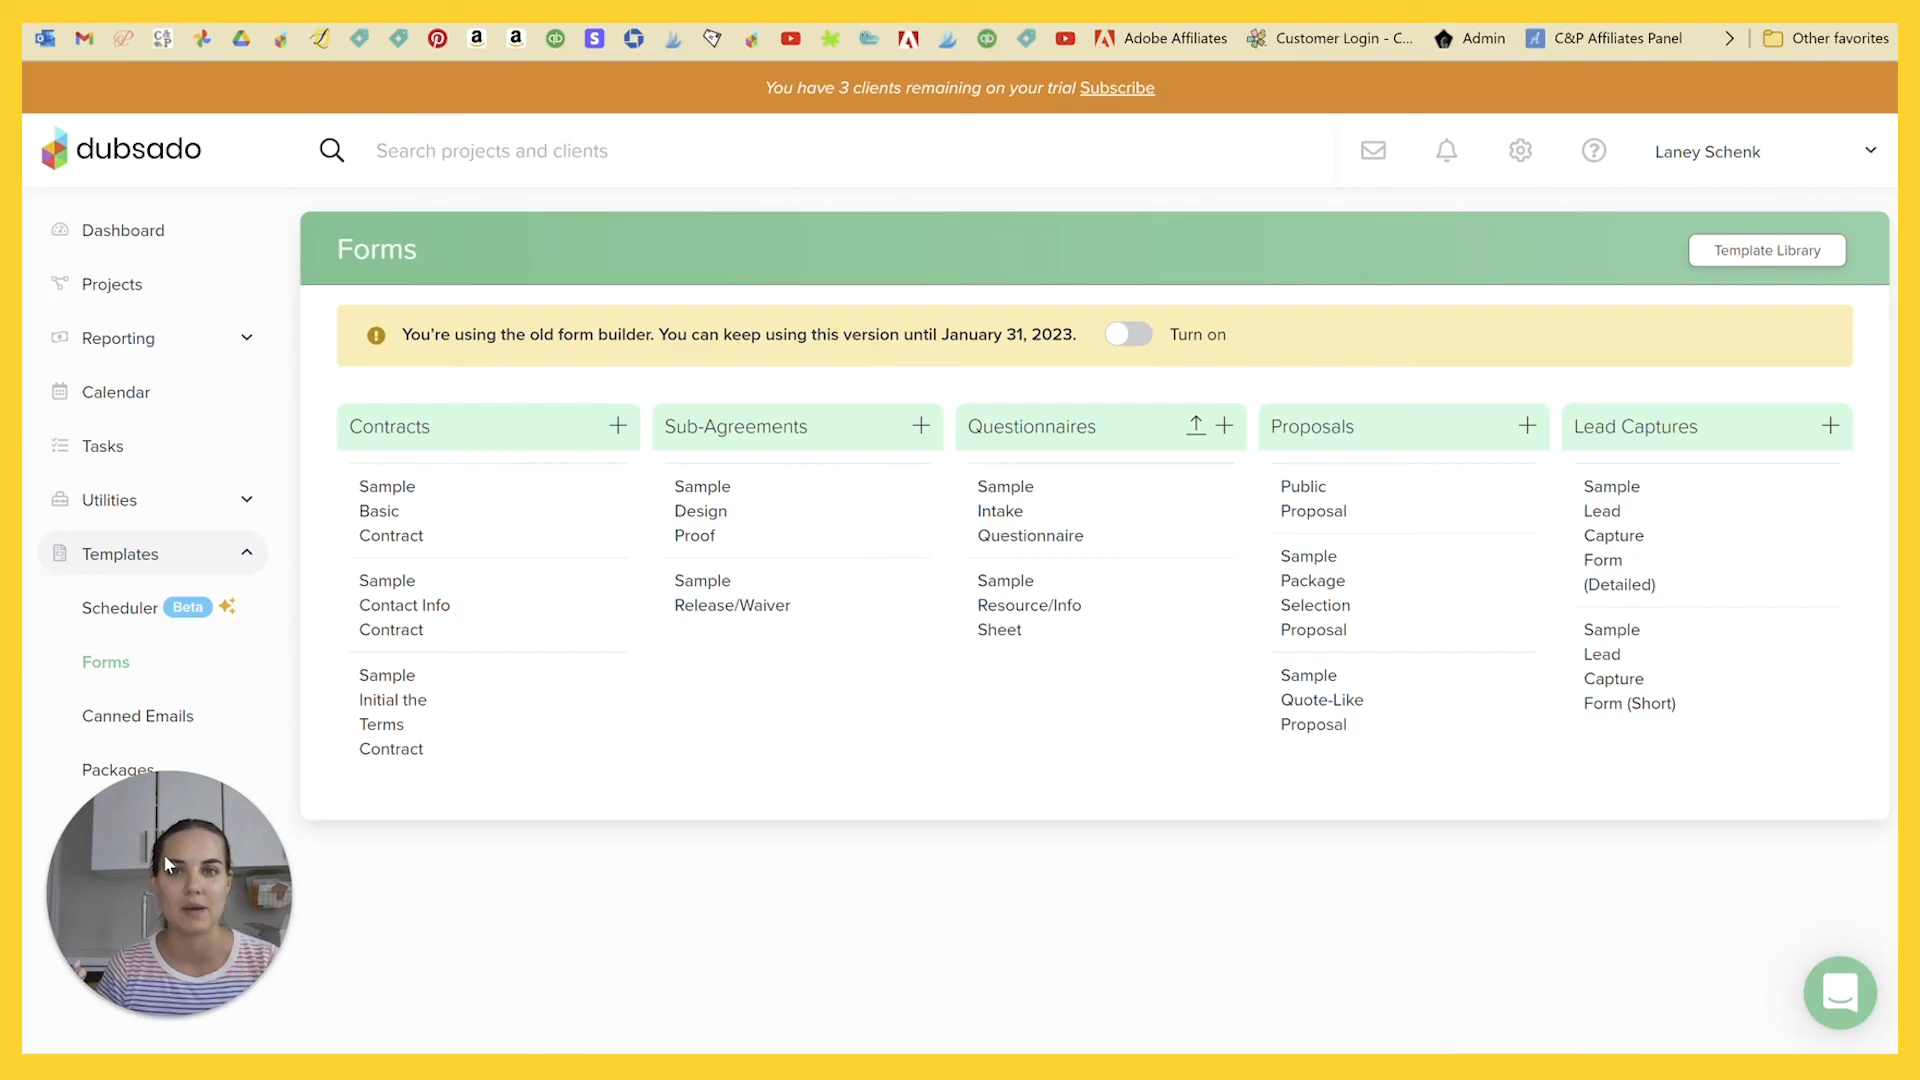 Adobe Affiliates
Customer Login - C...
Admin
C&P Affiliates Panel
Other favorites
You have 3 clients remaining on your trial Subscribe
dubsado
Search projects and clients
Laney Schenk
Dashboard
Projects
Reporting
Calendar
Tasks
Utilities
Templates
Scheduler Beta
Forms
Canned Emails
Packages
Forms
Template Library
You're using the old form builder. You can keep using this version until January 31, 2023.
Turn on
Contracts
Sample
Basic
Contract
Sample
Contact Info
Contract
Sample
Initial the
Terms
Contract
Sub-Agreements
Sample
Design
Proof
Sample
Release/Waiver
Questionnaires
Sample
Intake
Questionnaire
Sample
Resource/Info
Sheet
Proposals
Public
Proposal
Sample
Package
Selection
Proposal
Sample
Quote-Like
Proposal
Lead Captures
Sample
Lead
Capture
Form
(Detailed)
Sample
Lead
Capture
Form (Short)